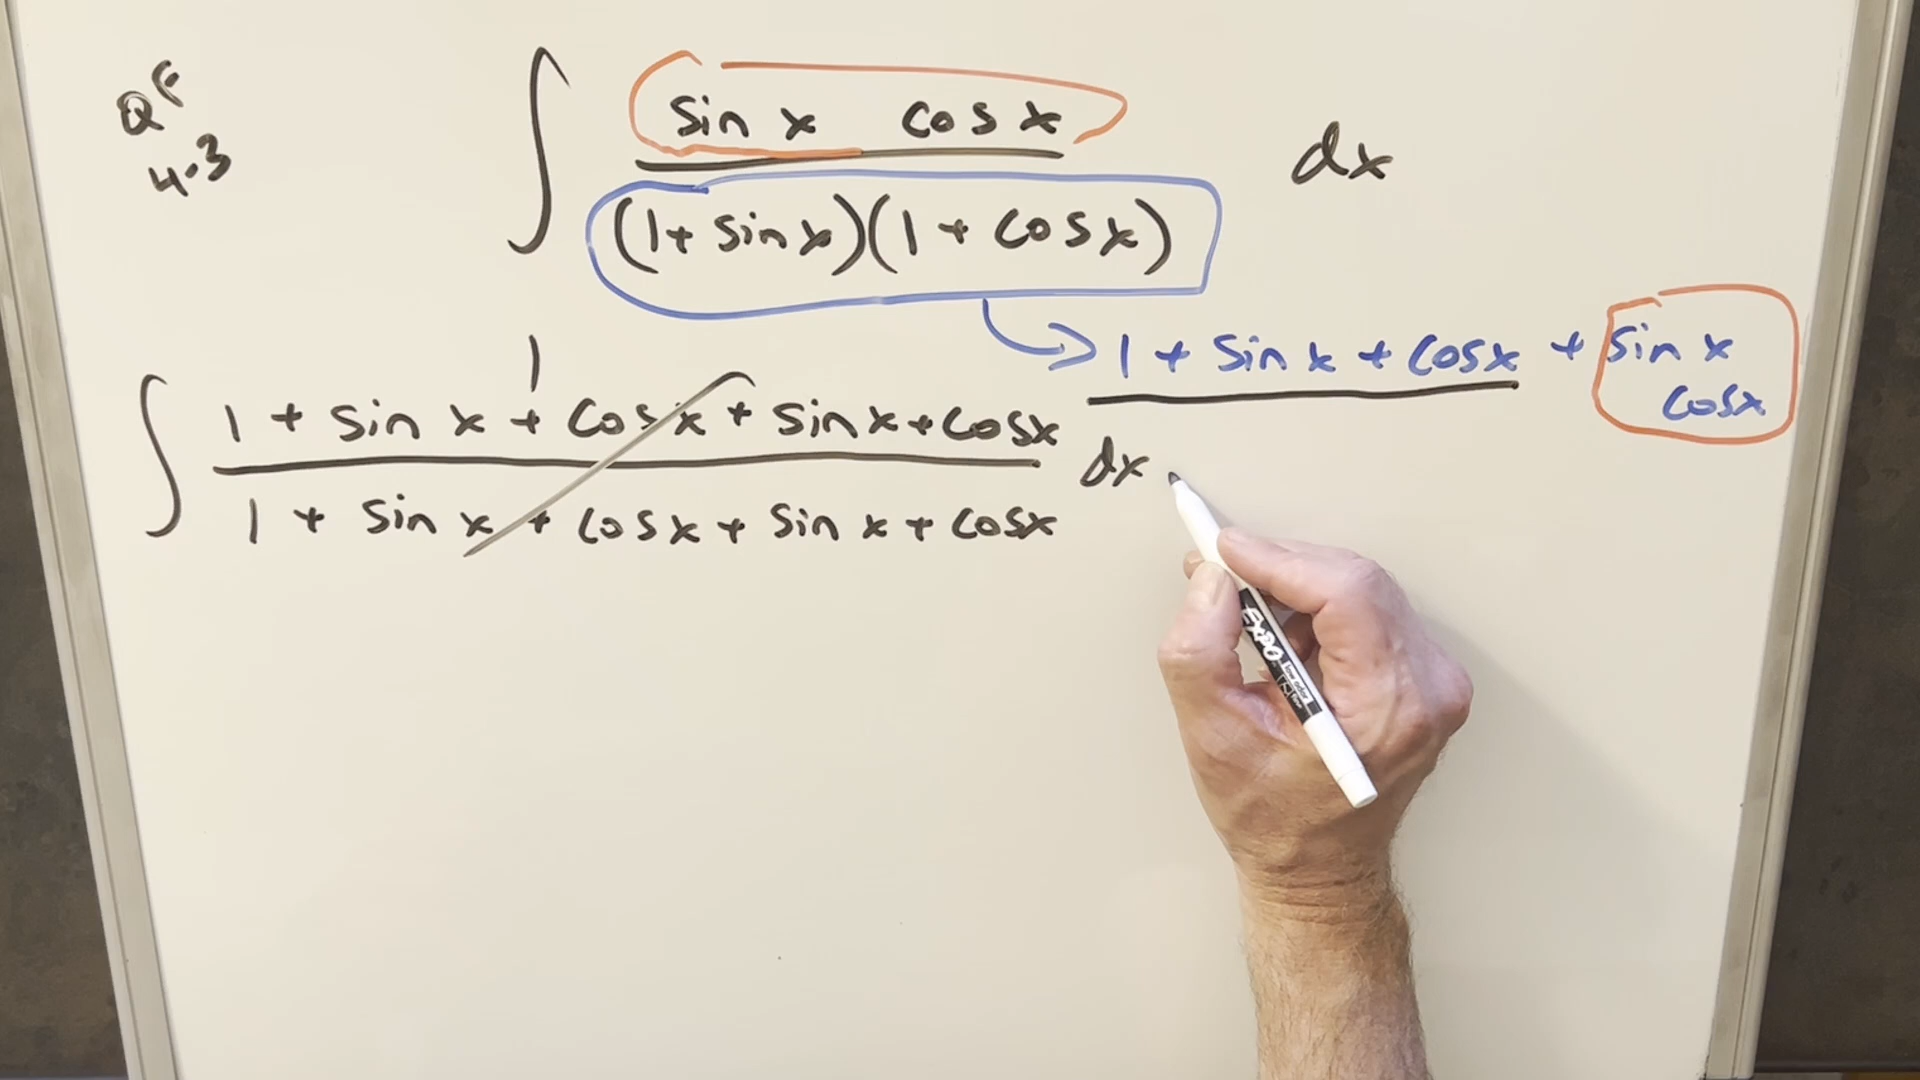 QF
4.3
∫ sin x cos x dx
(1+ sin x)(1 + cos x)
1 + sin x + cos x + sin x
cos x
1
∫ 1 + sin x + cos x + sin x + cos x dx
1 + sin x + cos x + sin x + cos x
EXPO